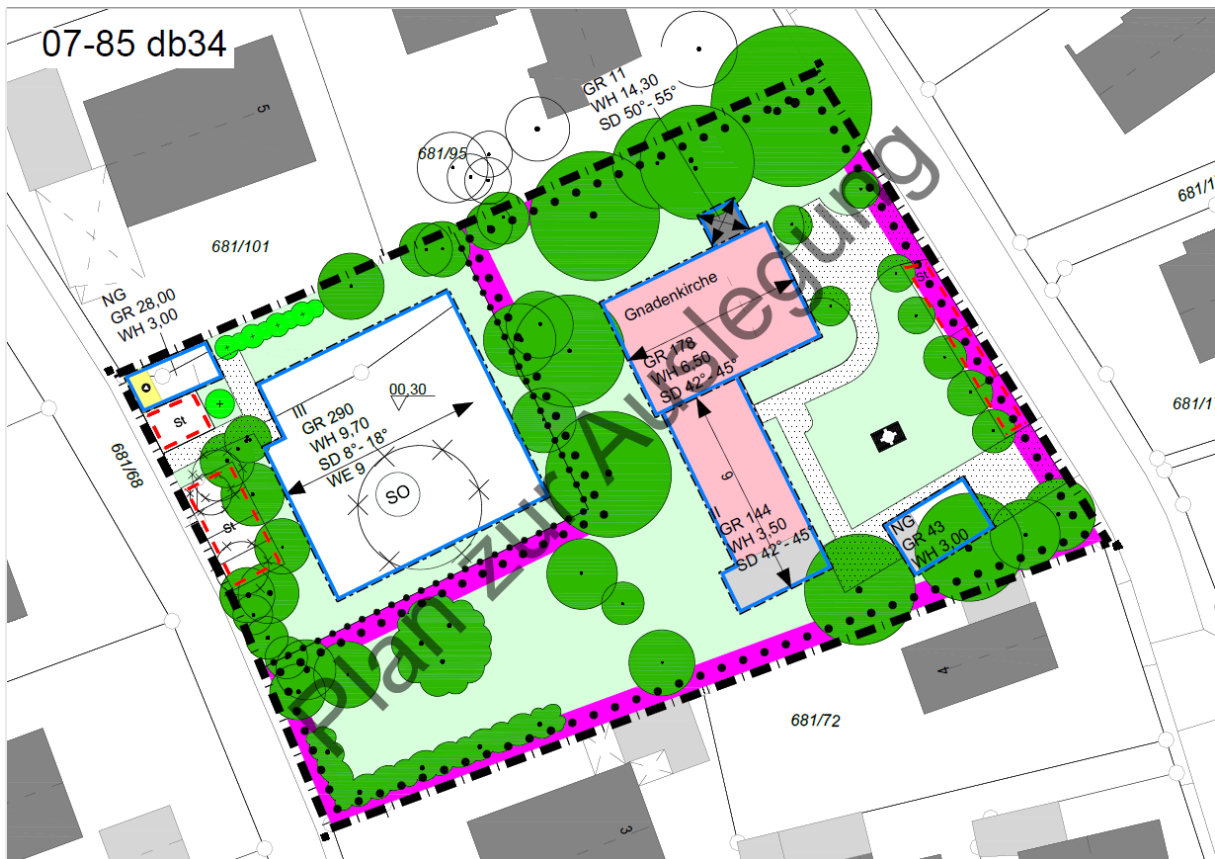 07-85 db34
5
GR 11
WH 14,30
SD 50°- 55°
681/95
681/101
681/1
NG
GR 28,00
WH 3,00
Gnadenkirche
GR 178
WH 6,50
SD 42°- 45°
St
00,30
III
GR 290
WH 9,70
SD 8°- 18°
WE 9
SO
St
St
681/68
681/1
9
I
GR 144
WH 3,50
SD 42°- 45°
NG
GR 43
WH 3,00
4
681/72
3
Plan zur Auslegung